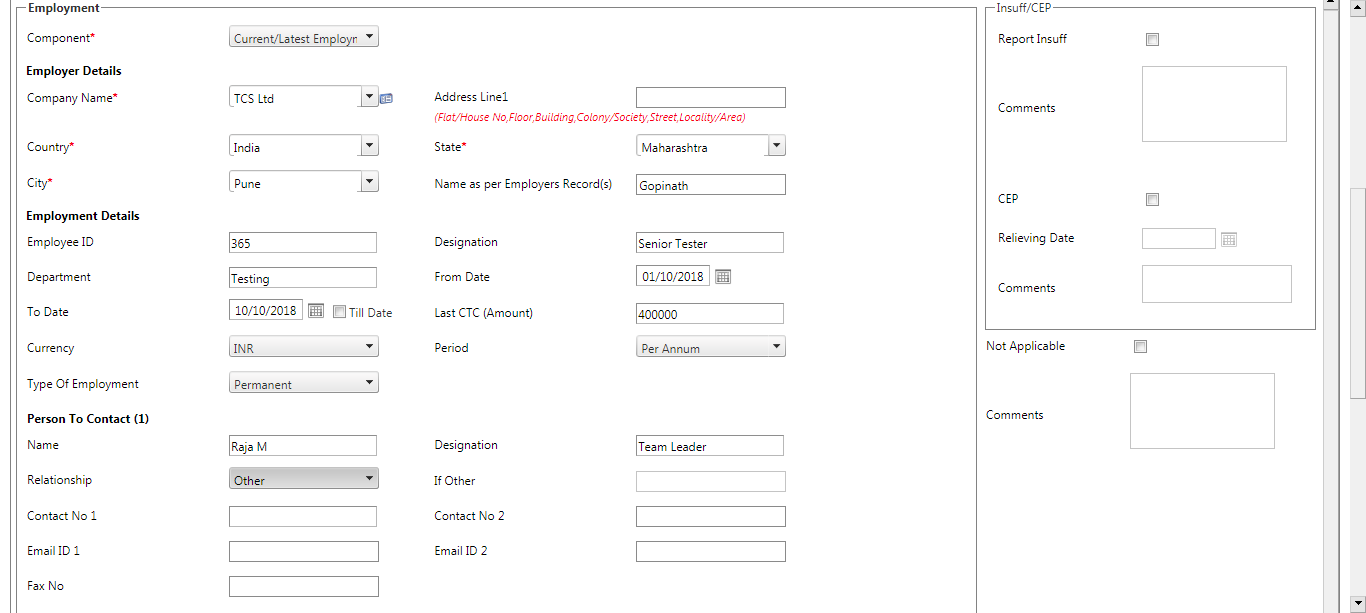 Employment
Component* Current/Latest Employr
Employer Details
Company Name* TCS Ltd Address Line1
(Flat/House No,Floor,Building,Colony/Society,Street,Locality/Area)
Country* India State* Maharashtra
City* Pune Name as per Employers Record(s) Gopinath
Employment Details
Employee ID 365 Designation Senior Tester
Department Testing From Date 01/10/2018
To Date 10/10/2018 Till Date Last CTC (Amount) 400000
Currency INR Period Per Annum
Type Of Employment Permanent
Person To Contact (1)
Name Raja M Designation Team Leader
Relationship Other If Other
Contact No 1 Contact No 2
Email ID 1 Email ID 2
Fax No
Insuff/CEP
Report Insuff
Comments
CEP
Relieving Date
Comments
Not Applicable
Comments